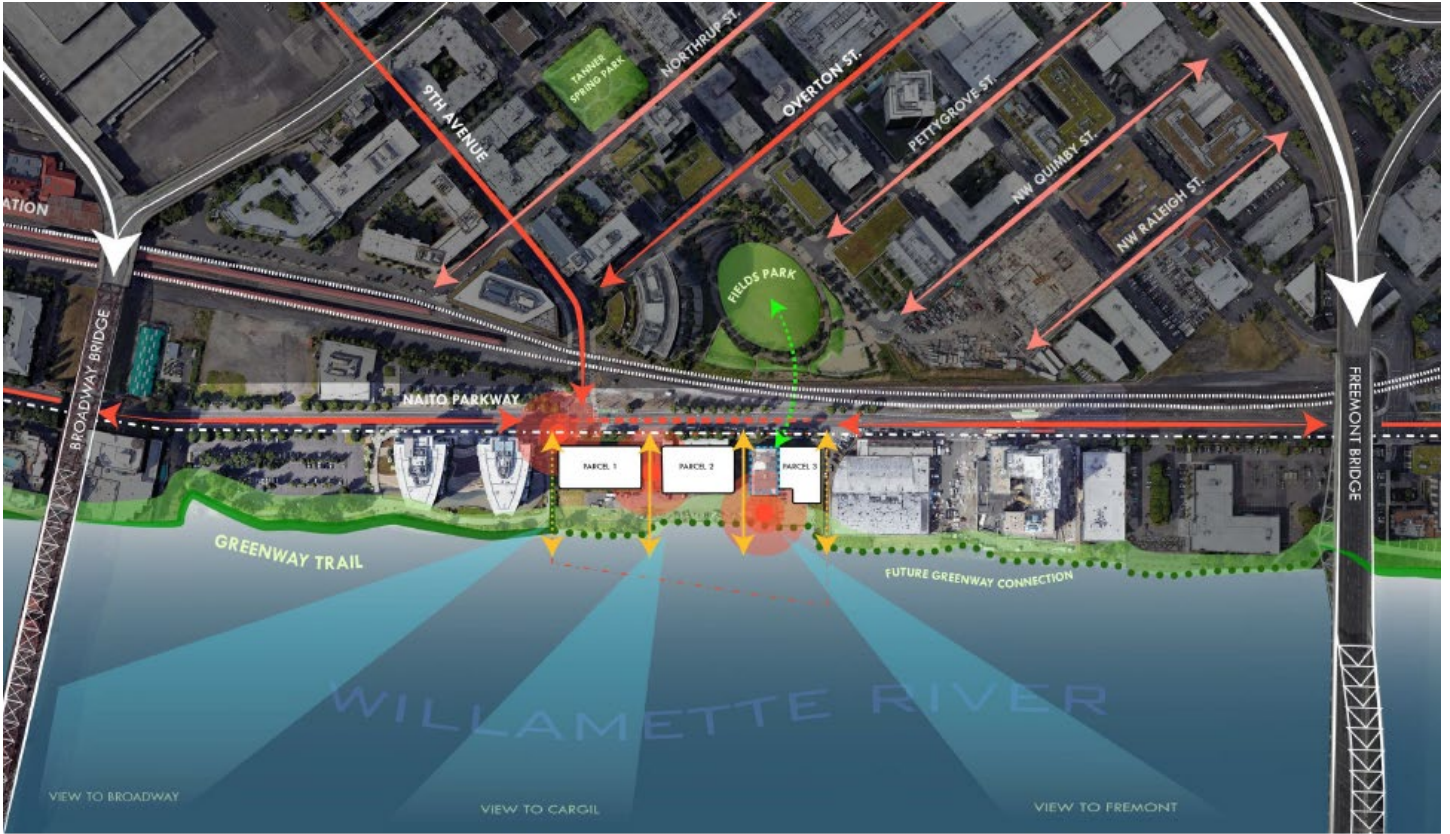 NORTHRUP ST.
TANNER
SPRING PARK
9TH AVENUE
OVERTON ST.
PETTYGROVE ST.
NW QUIMBY ST.
NW RALEIGH ST.
ATION
FIELDS PARK
BROADWAY BRIDGE
NAITO PARKWAY
FREEMONT BRIDGE
PARCEL 1
PARCEL 2
PARCEL 3
GREENWAY TRAIL
FUTURE GREENWAY CONNECTION
WILLAMETTE RIVER
VIEW TO BROADWAY
VIEW TO CARGIL
VIEW TO FREMONT